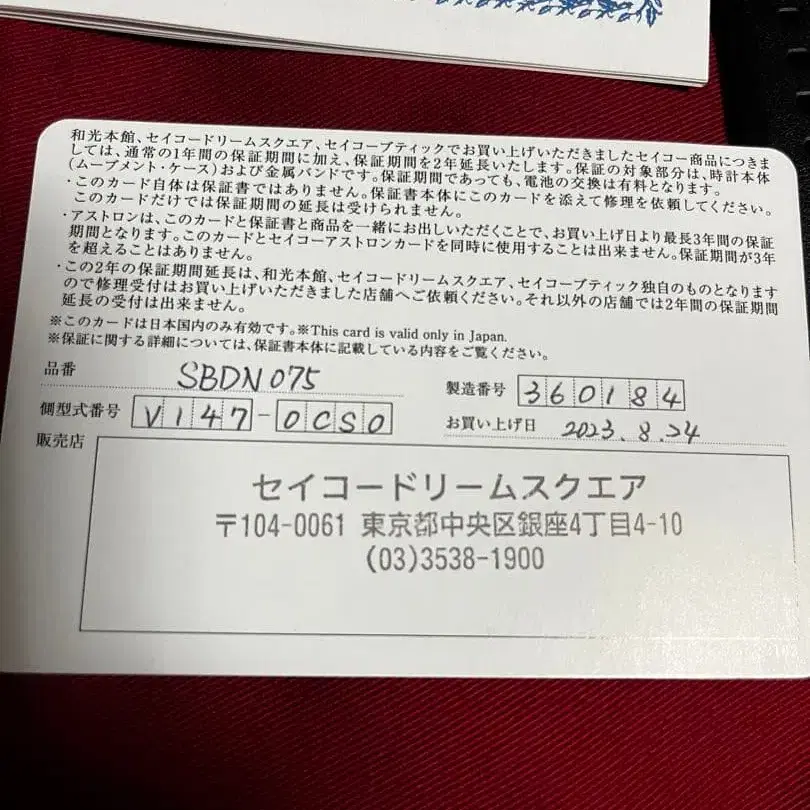 和光本館、セイコードリームスクエア、セイコーブティックでお買い上げいただきましたセイコー商品につきま
しては、通常の1年間の保証期間に加え、保証期間を2年延長いたします。保証の対象部分は、時計本体
(ムーブメント・ケース)および金属バンドです。保証期間であっても、電池の交換は有料となります。
・このカード自体は保証書ではありません。保証書本体にこのカードを添えて修理を依頼してください。
このカードだけでは保証期間の延長は受けられません。
・アストロンは、このカードと保証書と商品を一緒にお出しいただくことで、お買い上げ日より最長3年間の保証
期間となります。このカードとセイコーアストロンカードを同時に使用することは出来ません。保証期間が3年
を超えることはありません。
・この2年の保証期間延長は、和光本館、セイコードリームスクエア、セイコーブティック独自のものとなります
ので修理受付はお買い上げいただきました店舗へご依頼ください。それ以外の店舗では2年間の保証期間
延長の受付は出来ません。
※このカードは日本国内のみ有効です。※This card is valid only in Japan.
※保証に関する詳細については、保証書本体に記載している内容をご覧ください。
品番 SBDN075
製造番号 360184
側型式番号 V147-0CS0
お買い上げ日 2023.8.24
販売店
セイコードリームスクエア
〒104-0061 東京都中央区銀座4丁目4-10
(03)3538-1900